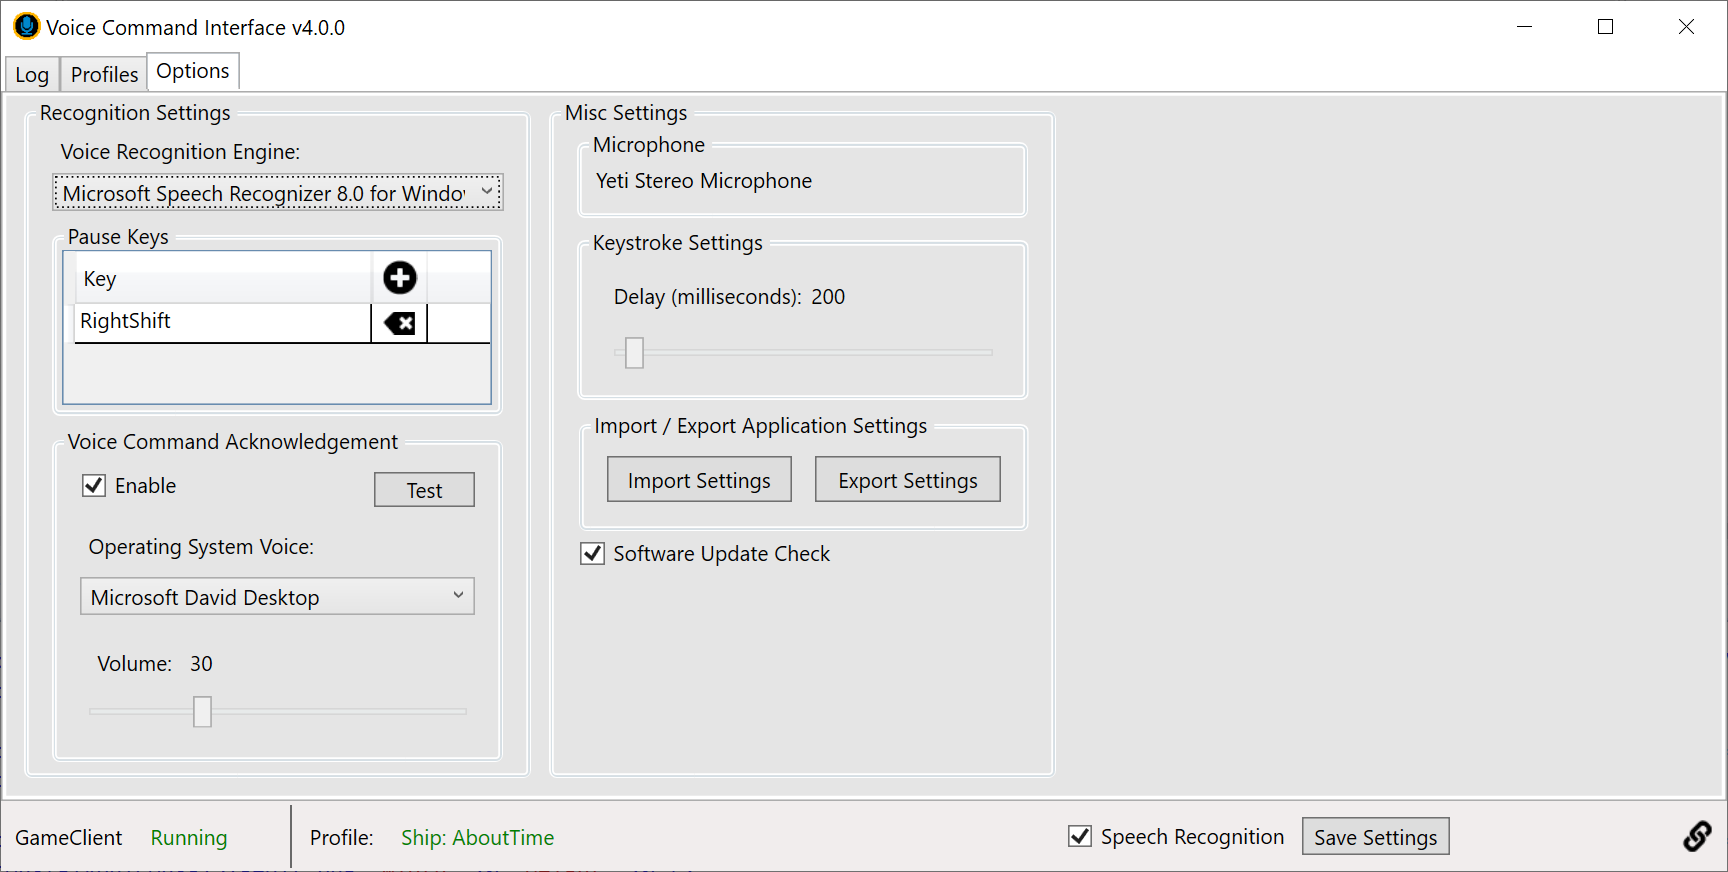 Voice Command Interface v4.0.0
Log
Profiles
Options
Recognition Settings
Voice Recognition Engine:
Microsoft Speech Recognizer 8.0 for Windo
Pause Keys
Key
RightShift
Voice Command Acknowledgement
Enable
Test
Operating System Voice:
Microsoft David Desktop
Volume: 30
Misc Settings
Microphone
Yeti Stereo Microphone
Keystroke Settings
Delay (milliseconds): 200
Import / Export Application Settings
Import Settings
Export Settings
Software Update Check
GameClient Running
Profile: Ship: AboutTime
Speech Recognition
Save Settings